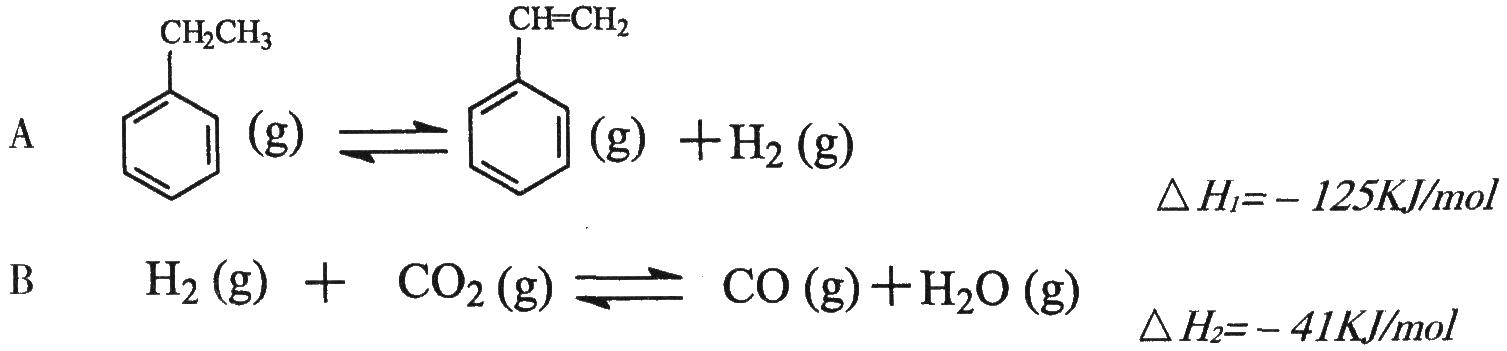 CH₂CH₃ CH=CH₂
A (g) ⇌ (g) +H₂ (g)
△H₁= – 125KJ/mol
B H₂ (g) + CO₂ (g) ⇌ CO (g)+H₂O (g)
△H₂= – 41KJ/mol